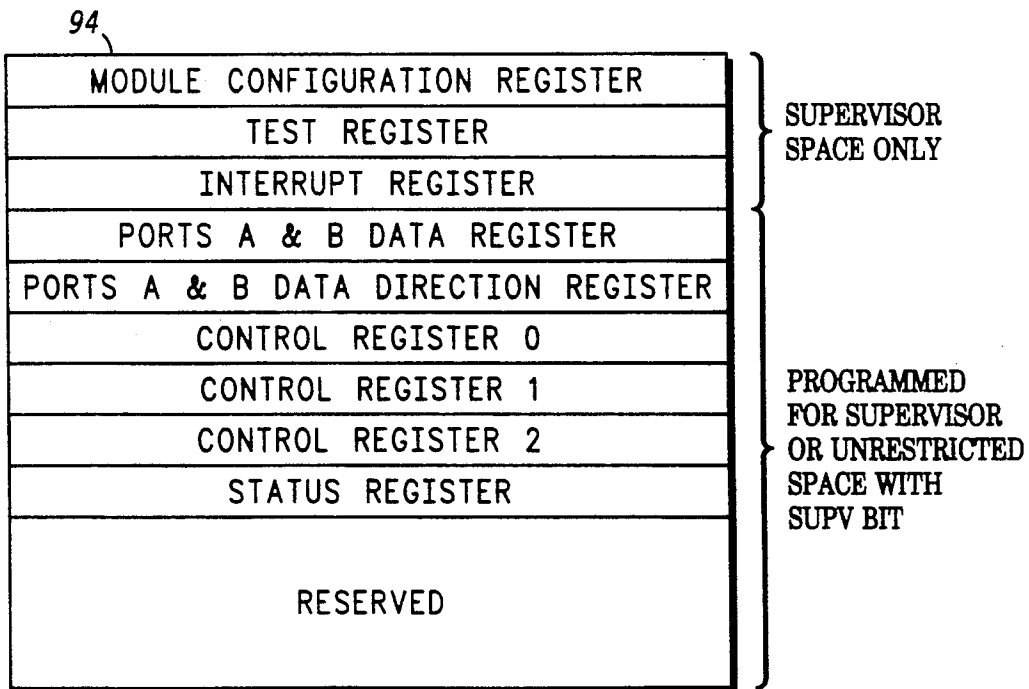 94
MODULE CONFIGURATION REGISTER
TEST REGISTER
INTERRUPT REGISTER
SUPERVISOR
SPACE ONLY
PORTS A & B DATA REGISTER
PORTS A & B DATA DIRECTION REGISTER
CONTROL REGISTER 0
CONTROL REGISTER 1
CONTROL REGISTER 2
STATUS REGISTER
RESERVED
PROGRAMMED
FOR SUPERVISOR
OR UNRESTRICTED
SPACE WITH
SUPV BIT